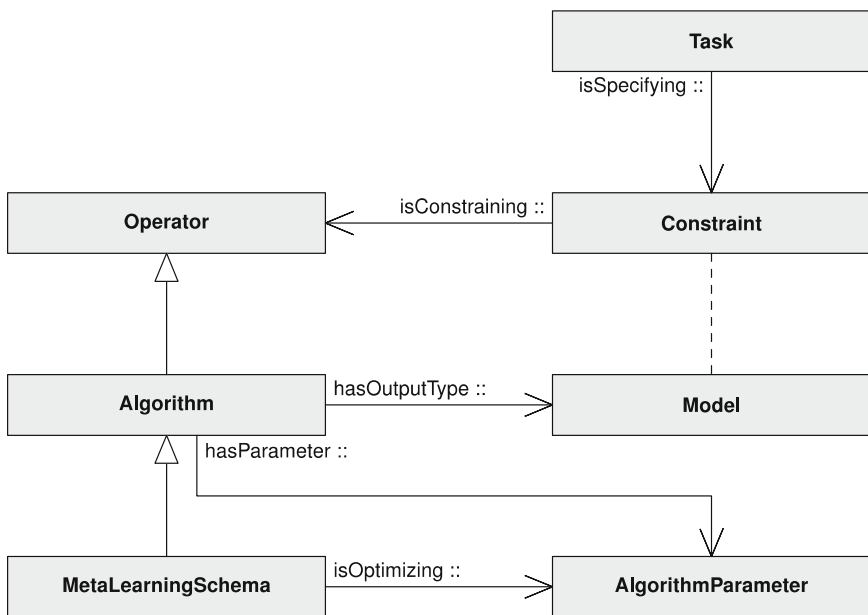 Task
isSpecifying ::
Operator
isConstraining ::
Constraint
Algorithm
hasOutputType ::
Model
hasParameter ::
MetaLearningSchema
isOptimizing ::
AlgorithmParameter